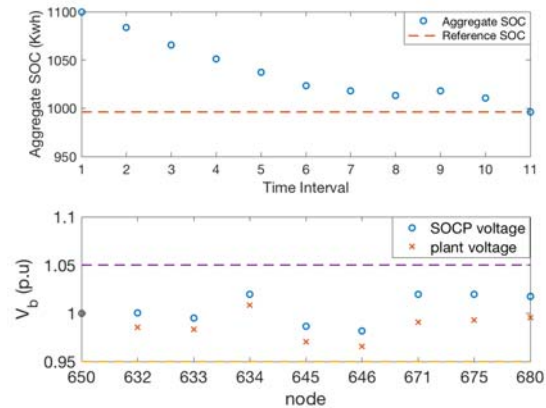 1100
1050
1000
950
Aggregate SOC (Kwh)
Aggregate SOC
Reference SOC
1 2 3 4 5 6 7 8 9 10 11
Time Interval
1.1
1.05
1
0.95
V_b (p.u)
SOCP voltage
plant voltage
650 632 633 634 645 646 671 675 680
node